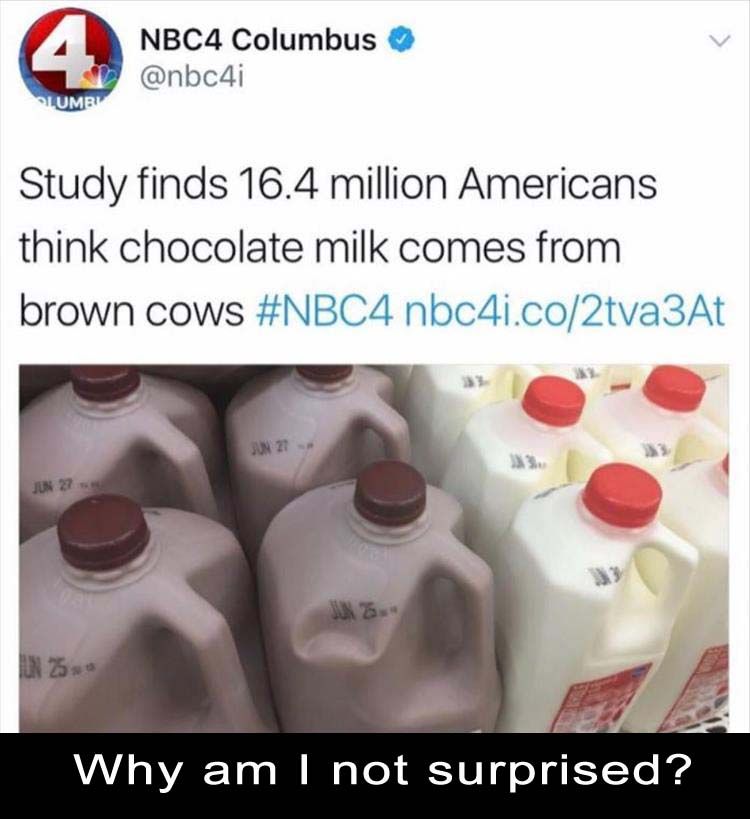 4
NBC4 Columbus
@nbc4i
OLUMBU
Study finds 16.4 million Americans
think chocolate milk comes from
brown cows #NBC4 nbc4i.co/2tva3At
JUN 27
JUN 27
JUN 25
UN 25
Why am I not surprised?